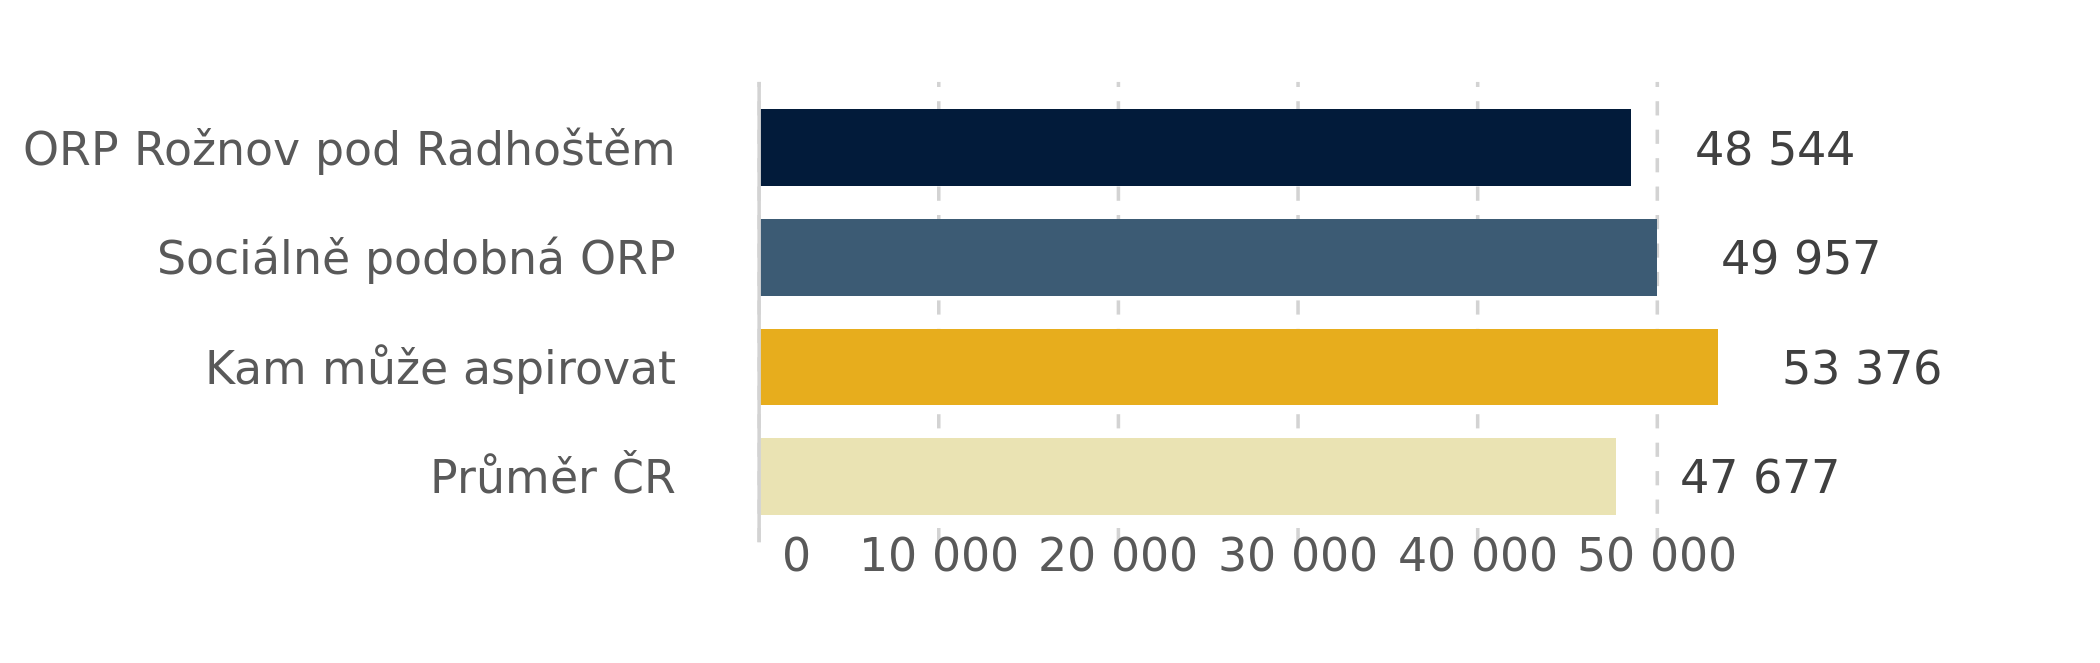 ORP Rožnov pod Radhoštěm 48 544
Sociálně podobná ORP 49 957
Kam může aspirovat 53 376
Průměr ČR 47 677
0 10 000 20 000 30 000 40 000 50 000